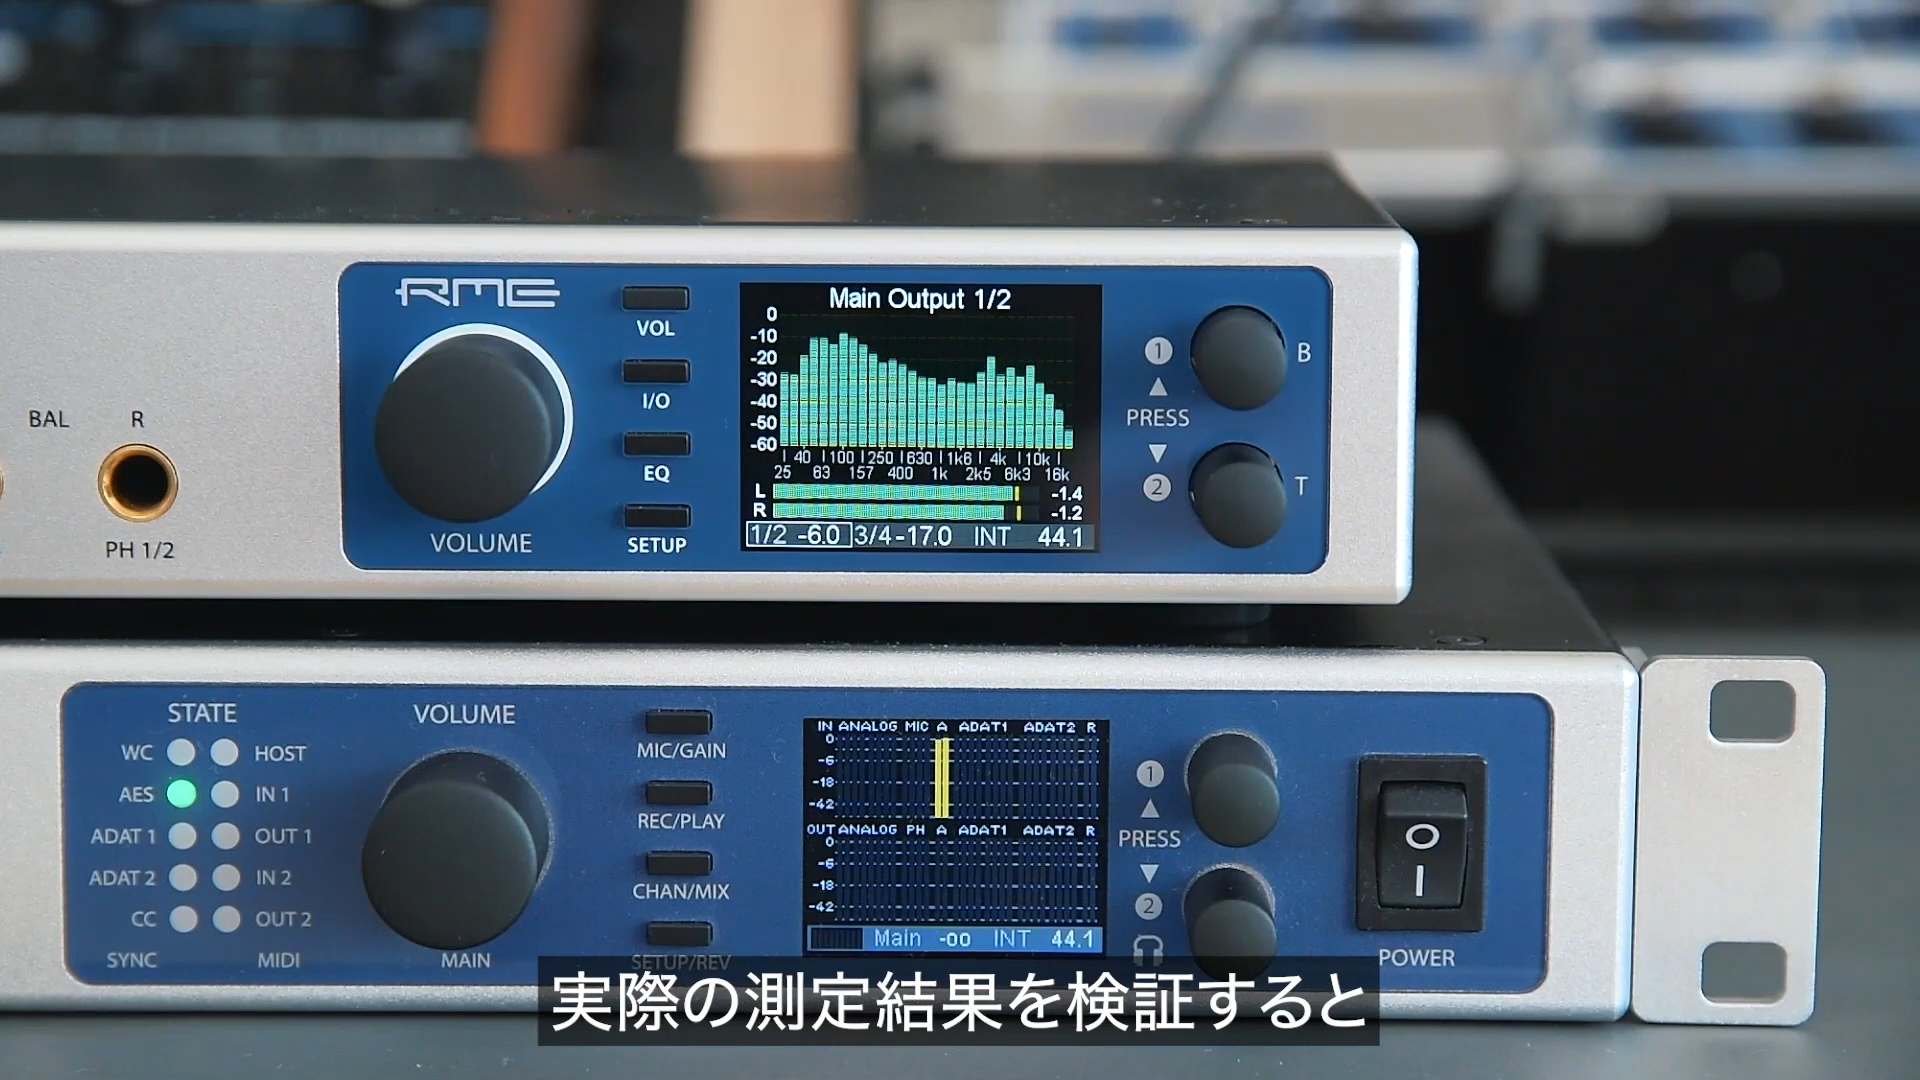 RME
VOL
I/O
EQ
SETUP
VOLUME
BAL R
PH 1/2
Main Output 1/2
0
-10
-20
-30
-40
-50
-60
40 100 250 630 1k6 4k 10k
25 63 157 400 1k 2k5 6k3 16k
L -1.4
R -1.2
1/2 -6.0 3/4 -17.0 INT 44.1
1
PRESS
2
B
T
STATE
WC HOST
AES IN 1
ADAT 1 OUT 1
ADAT 2 IN 2
CC OUT 2
SYNC MIDI
VOLUME
MAIN
MIC/GAIN
REC/PLAY
CHAN/MIX
SETUP/REV
IN ANALOG MIC A ADAT1 ADAT2 R
0
-6
-18
-42
OUT ANALOG PH A ADAT1 ADAT2 R
0
-6
-18
-42
Main -oo INT 44.1
1
PRESS
2
O
I
POWER
実際の測定結果を検証すると